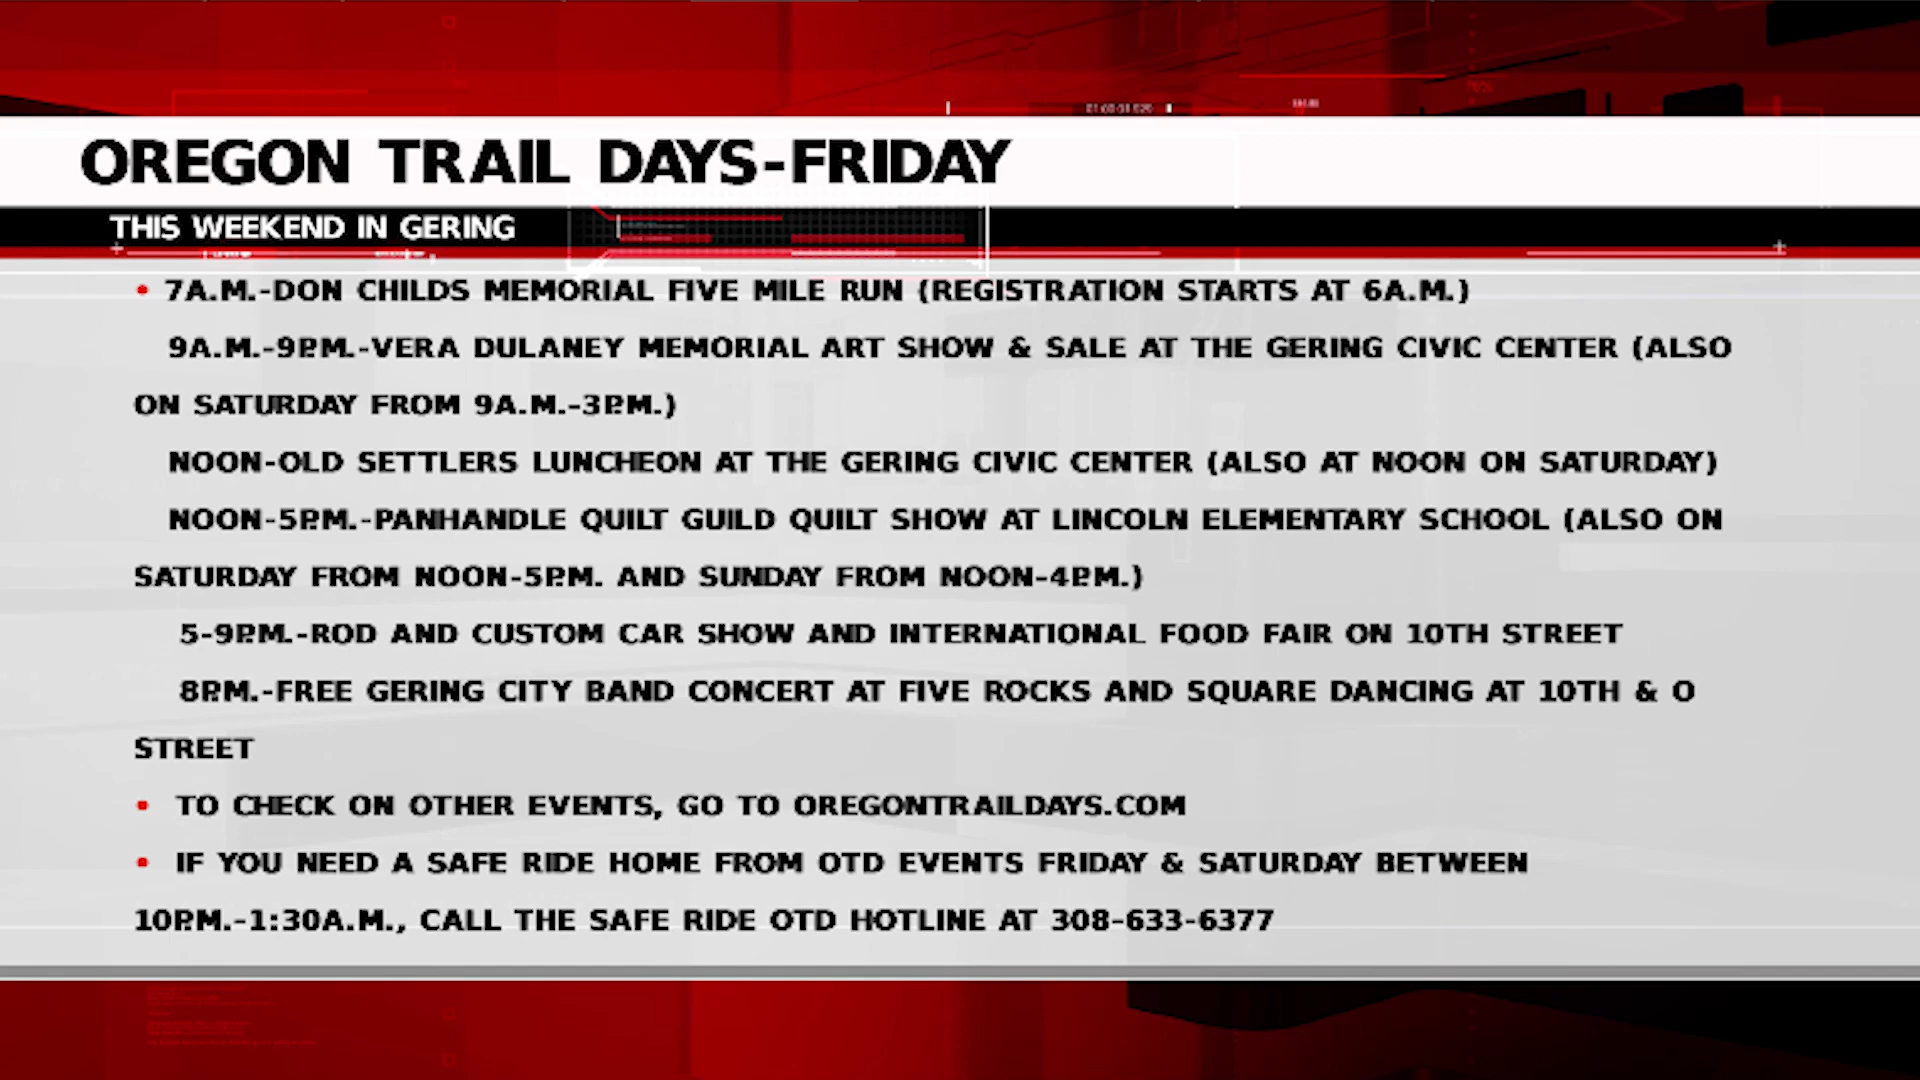 OREGON TRAIL DAYS-FRIDAY
THIS WEEKEND IN GERING
• 7A.M.-DON CHILDS MEMORIAL FIVE MILE RUN (REGISTRATION STARTS AT 6A.M.)
9A.M.-9P.M.-VERA DULANEY MEMORIAL ART SHOW & SALE AT THE GERING CIVIC CENTER (ALSO
ON SATURDAY FROM 9A.M.-3P.M.)
NOON-OLD SETTLERS LUNCHEON AT THE GERING CIVIC CENTER (ALSO AT NOON ON SATURDAY)
NOON-5P.M.-PANHANDLE QUILT GUILD QUILT SHOW AT LINCOLN ELEMENTARY SCHOOL (ALSO ON
SATURDAY FROM NOON-5P.M. AND SUNDAY FROM NOON-4P.M.)
5-9P.M.-ROD AND CUSTOM CAR SHOW AND INTERNATIONAL FOOD FAIR ON 10TH STREET
8P.M.-FREE GERING CITY BAND CONCERT AT FIVE ROCKS AND SQUARE DANCING AT 10TH & O
STREET
• TO CHECK ON OTHER EVENTS, GO TO OREGONTRAILDAYS.COM
• IF YOU NEED A SAFE RIDE HOME FROM OTD EVENTS FRIDAY & SATURDAY BETWEEN
10P.M.-1:30A.M., CALL THE SAFE RIDE OTD HOTLINE AT 308-633-6377